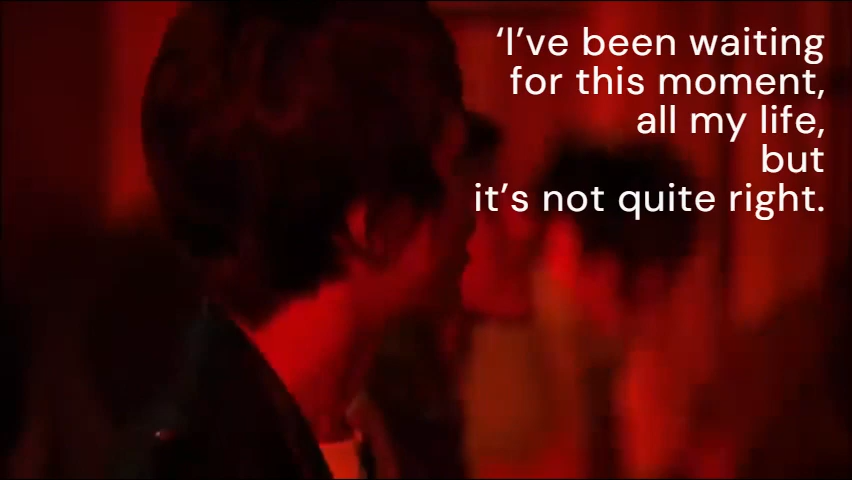 ‘I’ve been waiting
for this moment,
all my life,
but
it’s not quite right.